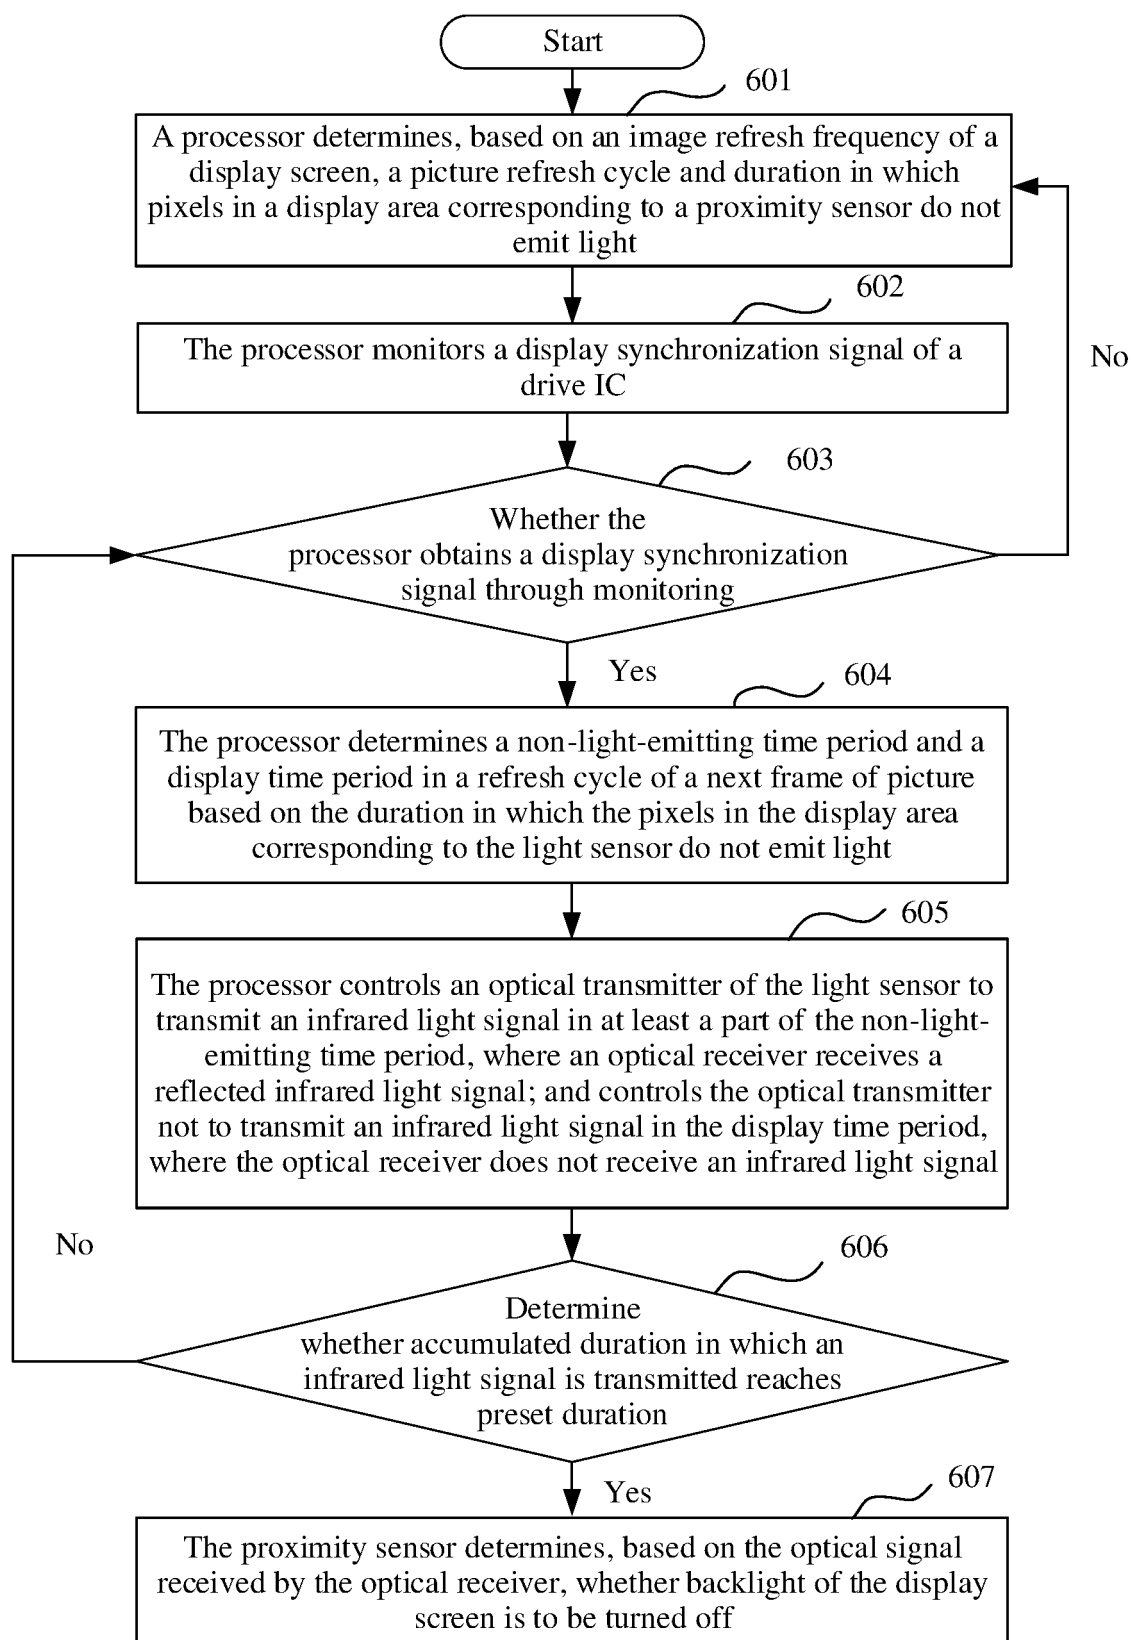 Start
601
A processor determines, based on an image refresh frequency of a
display screen, a picture refresh cycle and duration in which
pixels in a display area corresponding to a proximity sensor do not
emit light
602
The processor monitors a display synchronization signal of a
drive IC
No
603
Whether the
processor obtains a display synchronization
signal through monitoring
Yes
604
The processor determines a non-light-emitting time period and a
display time period in a refresh cycle of a next frame of picture
based on the duration in which the pixels in the display area
corresponding to the light sensor do not emit light
605
The processor controls an optical transmitter of the light sensor to
transmit an infrared light signal in at least a part of the non-light-
emitting time period, where an optical receiver receives a
reflected infrared light signal; and controls the optical transmitter
not to transmit an infrared light signal in the display time period,
where the optical receiver does not receive an infrared light signal
No
606
Determine
whether accumulated duration in which an
infrared light signal is transmitted reaches
preset duration
Yes
607
The proximity sensor determines, based on the optical signal
received by the optical receiver, whether backlight of the display
screen is to be turned off